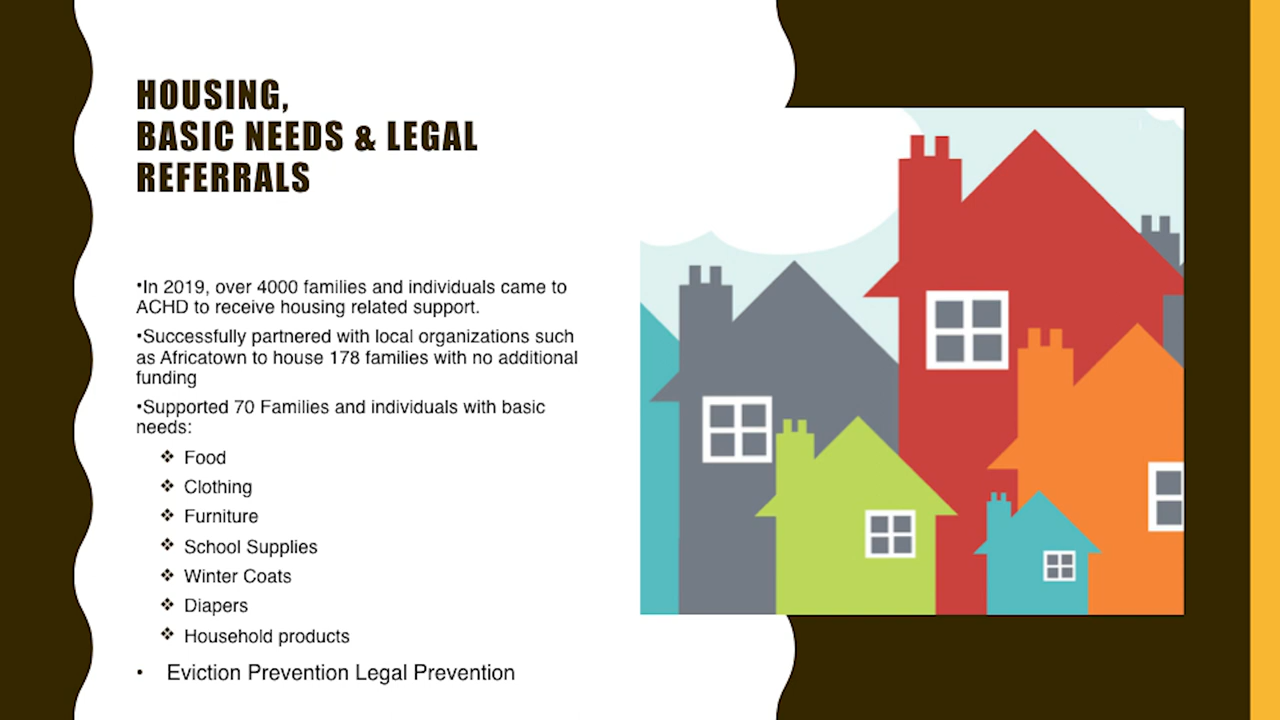 HOUSING,
BASIC NEEDS & LEGAL
REFERRALS
•In 2019, over 4000 families and individuals came to
ACHD to receive housing related support.
•Successfully partnered with local organizations such
as Africatown to house 178 families with no additional
funding
•Supported 70 Families and individuals with basic
needs:
❖ Food
❖ Clothing
❖ Furniture
❖ School Supplies
❖ Winter Coats
❖ Diapers
❖ Household products
• Eviction Prevention Legal Prevention